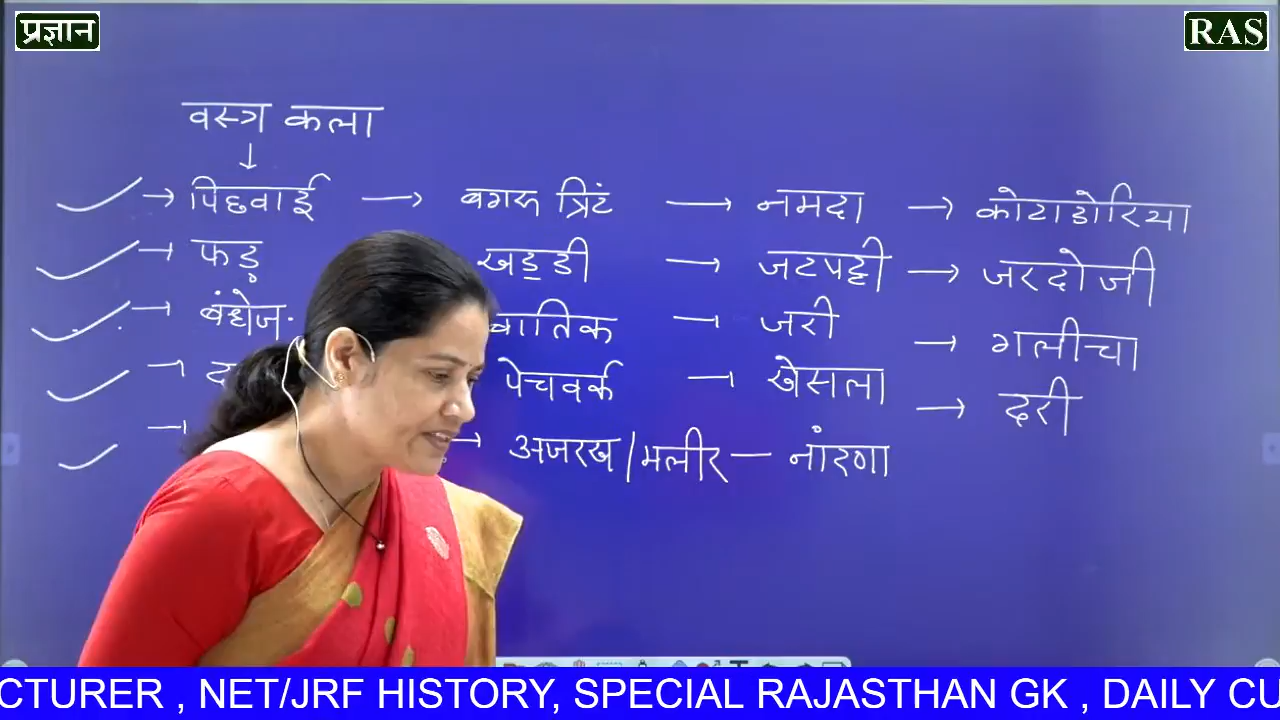 प्रज्ञान
RAS
वस्त्र कला
पिछवाई → बगरू प्रिटं → नमदा → कोटाडोरिया
→ फड़ खड्डी → जटपट्टी → जरदोजी
→ बंधेज बातिक → जरी → गलीचा
→ पेचवर्क → खेसला → दरी
→ → अजरख/मलीर — नांरगा
CTURER , NET/JRF HISTORY, SPECIAL RAJASTHAN GK , DAILY CU